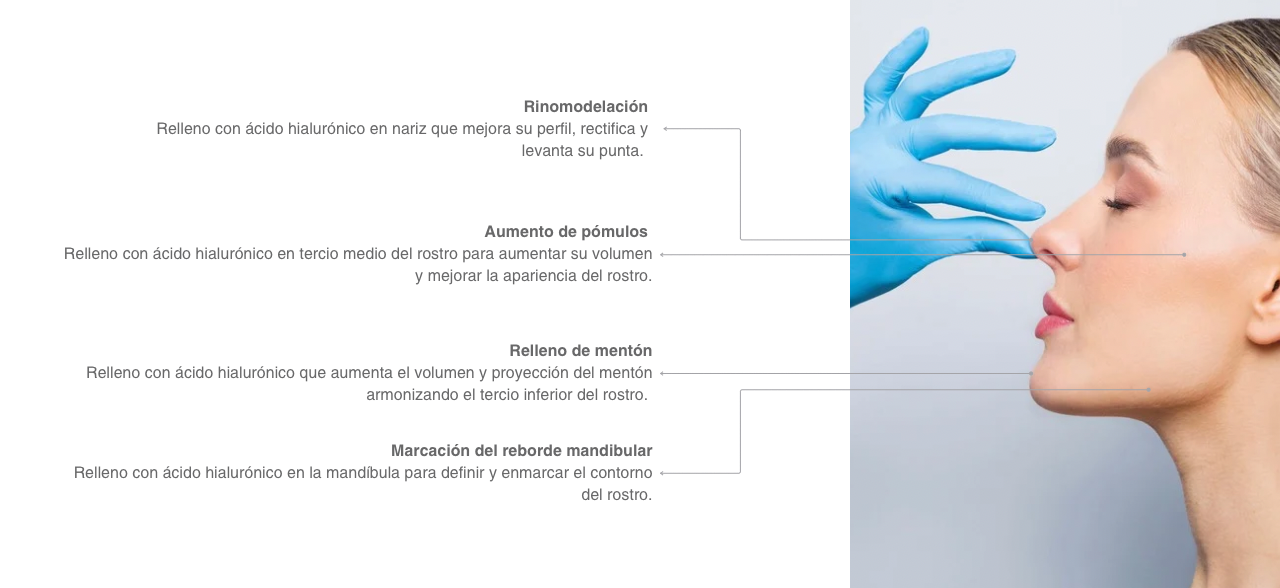 Rinomodelación
Relleno con ácido hialurónico en nariz que mejora su perfil, rectifica y
levanta su punta.
Aumento de pómulos
Relleno con ácido hialurónico en tercio medio del rostro para aumentar su volumen
y mejorar la apariencia del rostro.
Relleno de mentón
Relleno con ácido hialurónico que aumenta el volumen y proyección del mentón
armonizando el tercio inferior del rostro.
Marcación del reborde mandibular
Relleno con ácido hialurónico en la mandíbula para definir y enmarcar el contorno
del rostro.